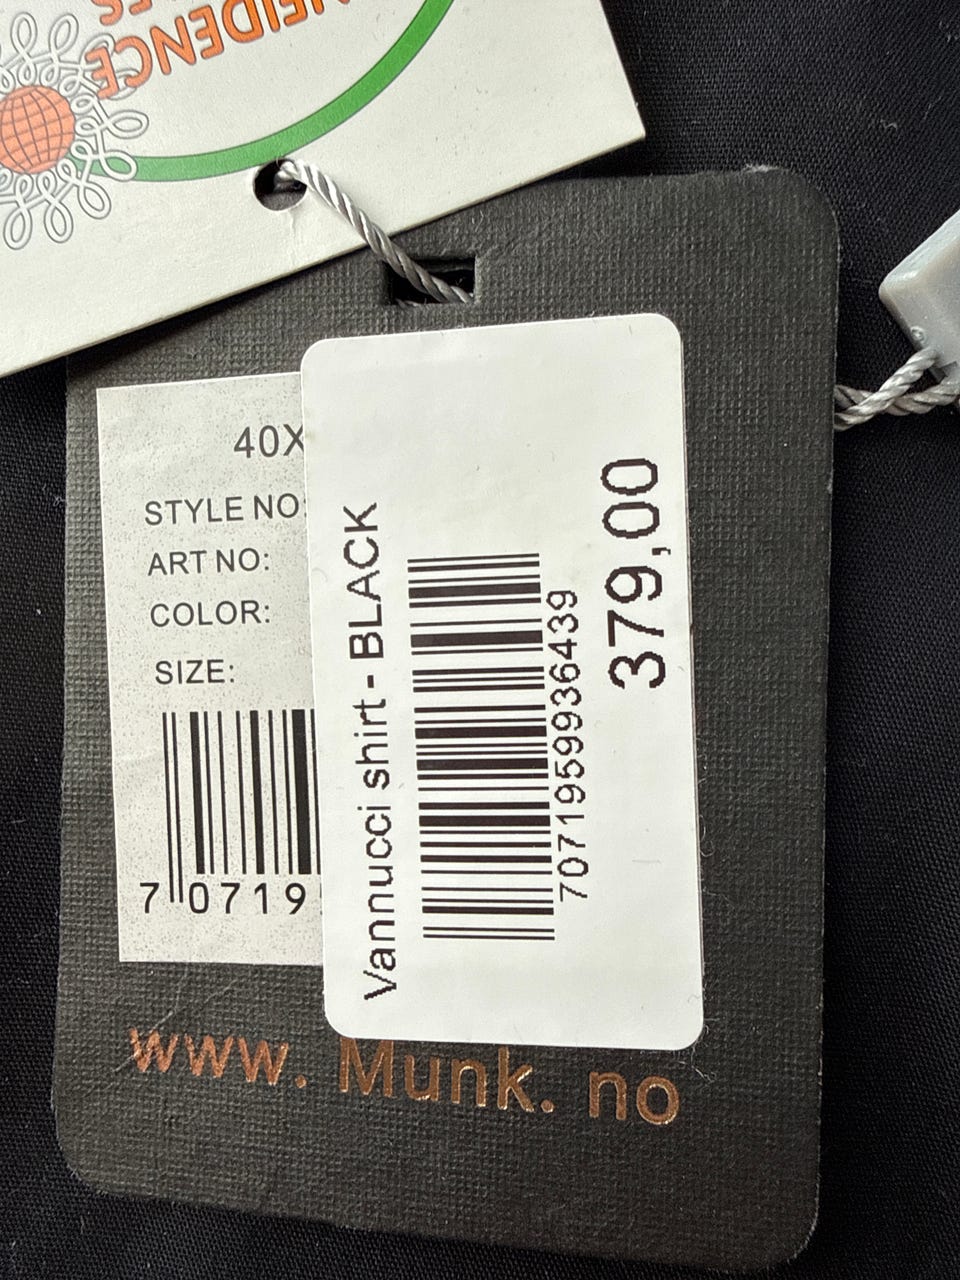 FIDENCE
ES
40X
STYLE NO:
ART NO:
COLOR:
SIZE:
7 0719
Vannucci shirt - BLACK
7071959936439
379,00
www. Munk. no